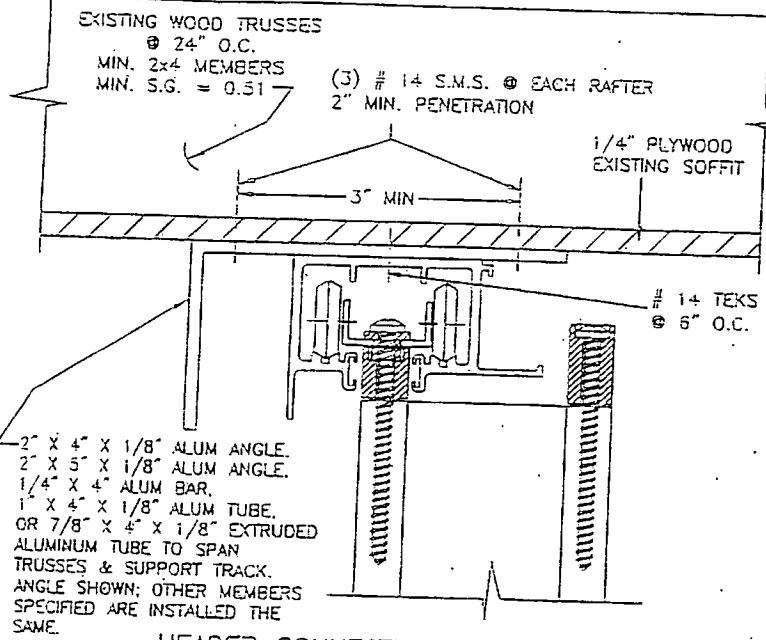 EXISTING WOOD TRUSSES
@ 24" O.C.
MIN. 2x4 MEMBERS
MIN. S.G. = 0.51
(3) # 14 S.M.S. @ EACH RAFTER
2" MIN. PENETRATION
1/4" PLYWOOD
EXISTING SOFFIT
3" MIN
# 14 TEKS
@ 6" O.C.
2" X 4" X 1/8" ALUM ANGLE.
2" X 5" X 1/8" ALUM ANGLE.
1/4" X 4" ALUM BAR,
1" X 4" X 1/8" ALUM TUBE.
OR 7/8" X 4" X 1/8" EXTRUDED
ALUMINUM TUBE TO SPAN
TRUSSES & SUPPORT TRACK.
ANGLE SHOWN; OTHER MEMBERS
SPECIFIED ARE INSTALLED THE
SAME.